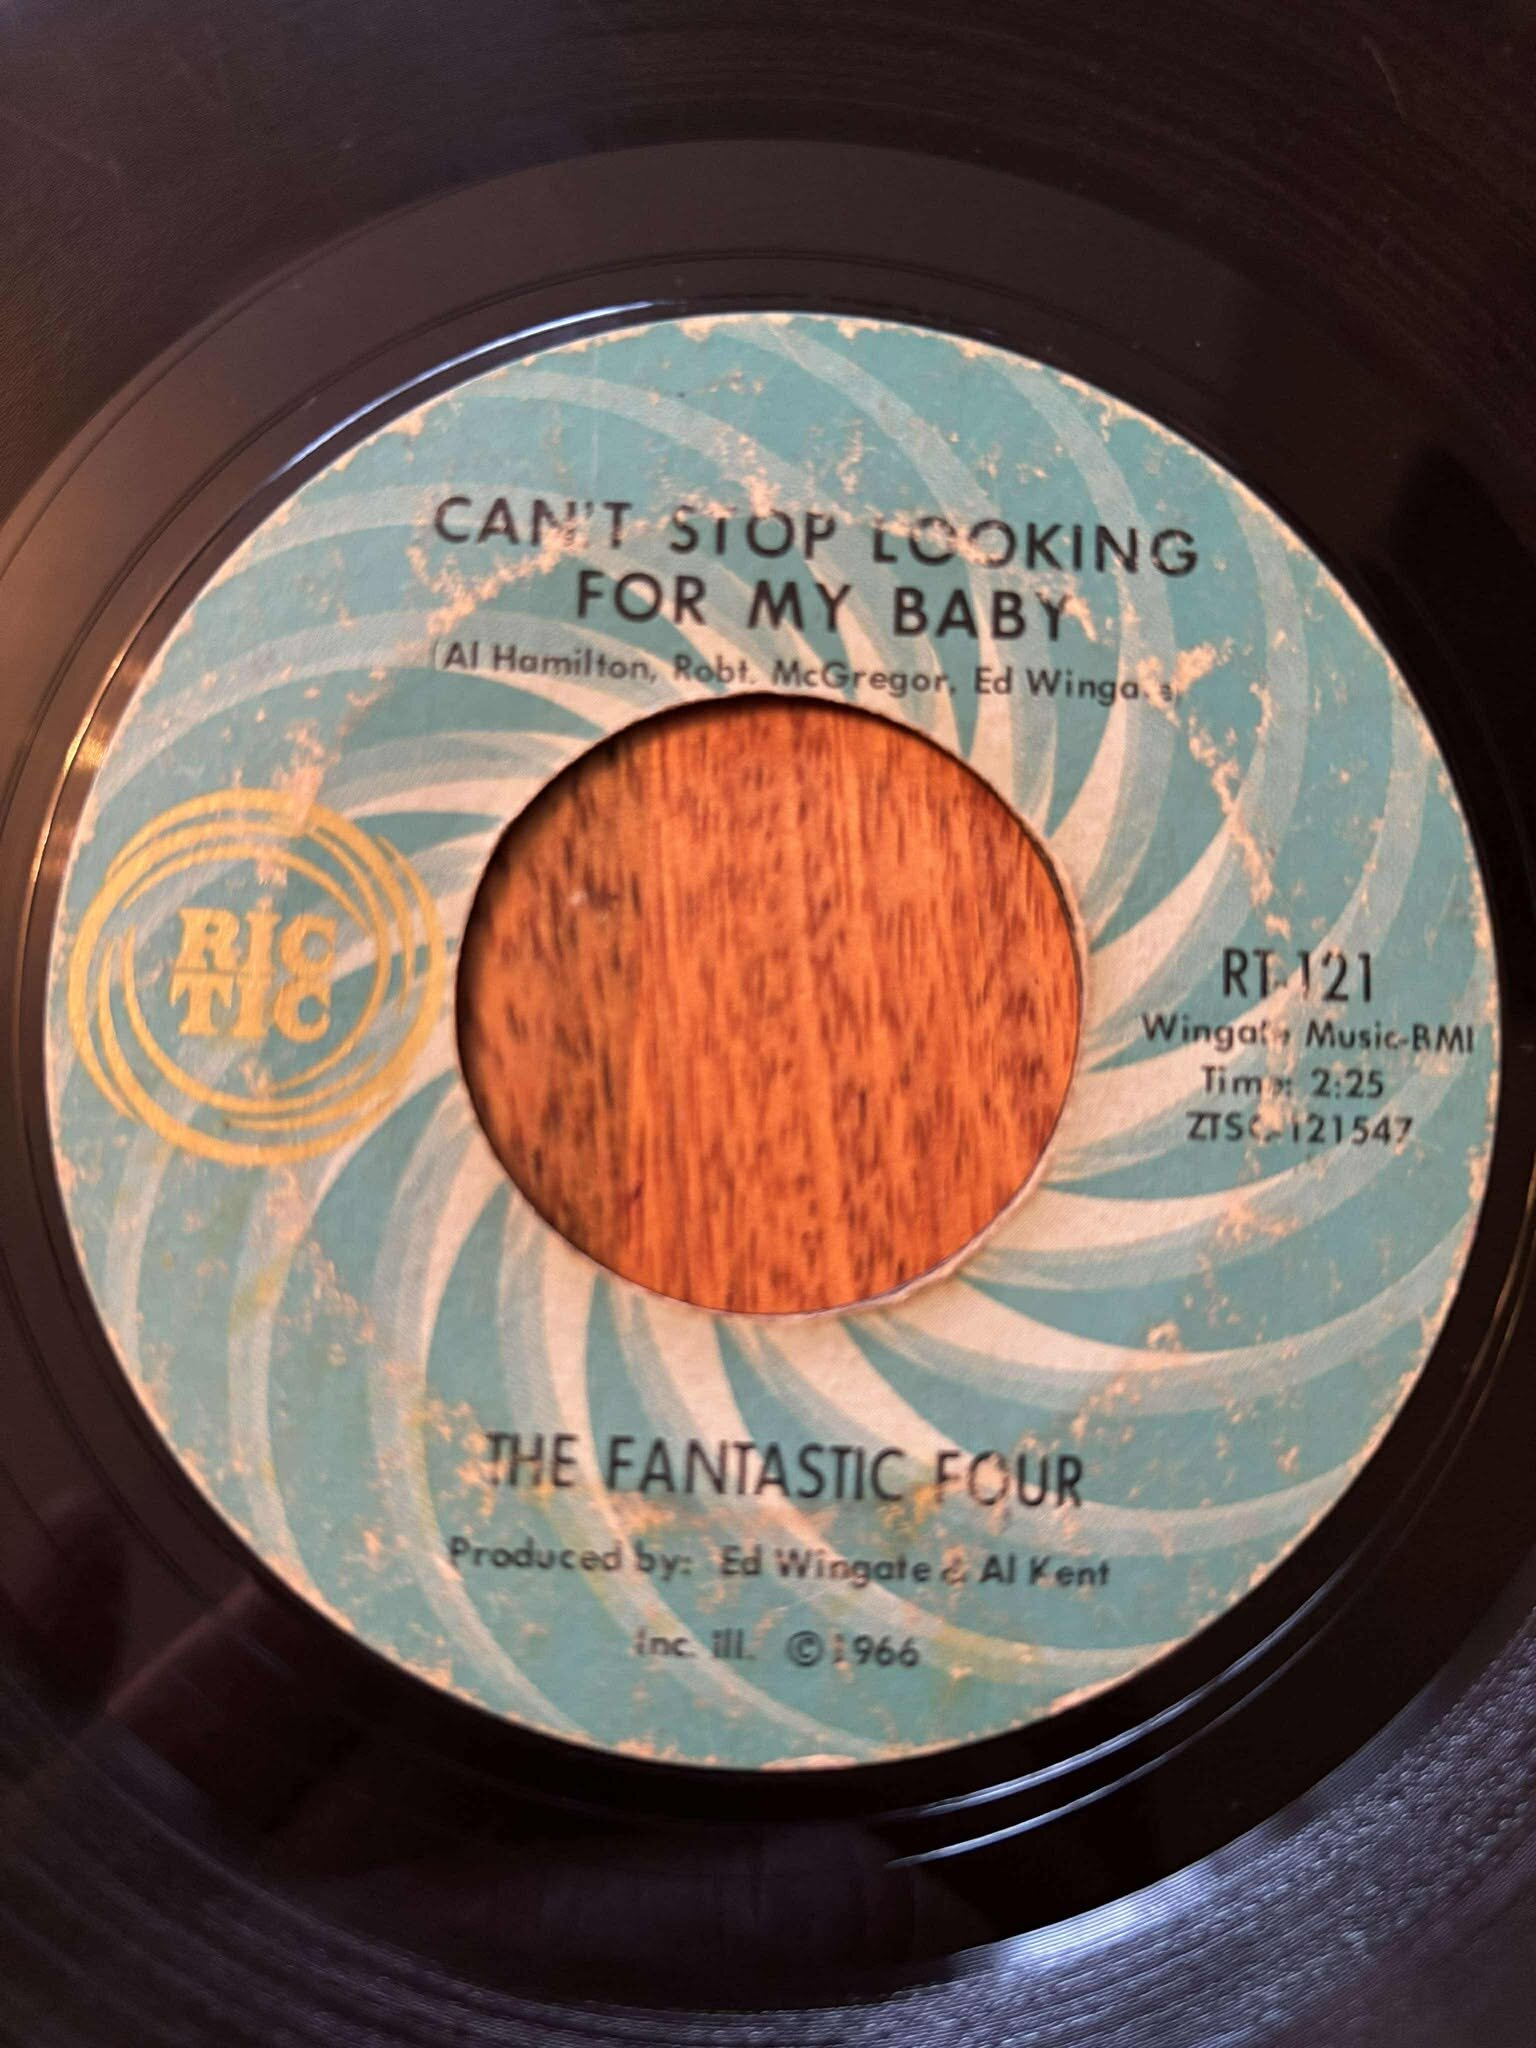 CAN'T STOP LOOKING
FOR MY BABY
(Al Hamilton, Robt. McGregor, Ed Wingate)
RIC
TIC
RT-121
Wingate Music-BMI
Time: 2:25
ZTSC-121547
THE FANTASTIC FOUR
Produced by: Ed Wingate & Al Kent
Inc. ill. © 1966